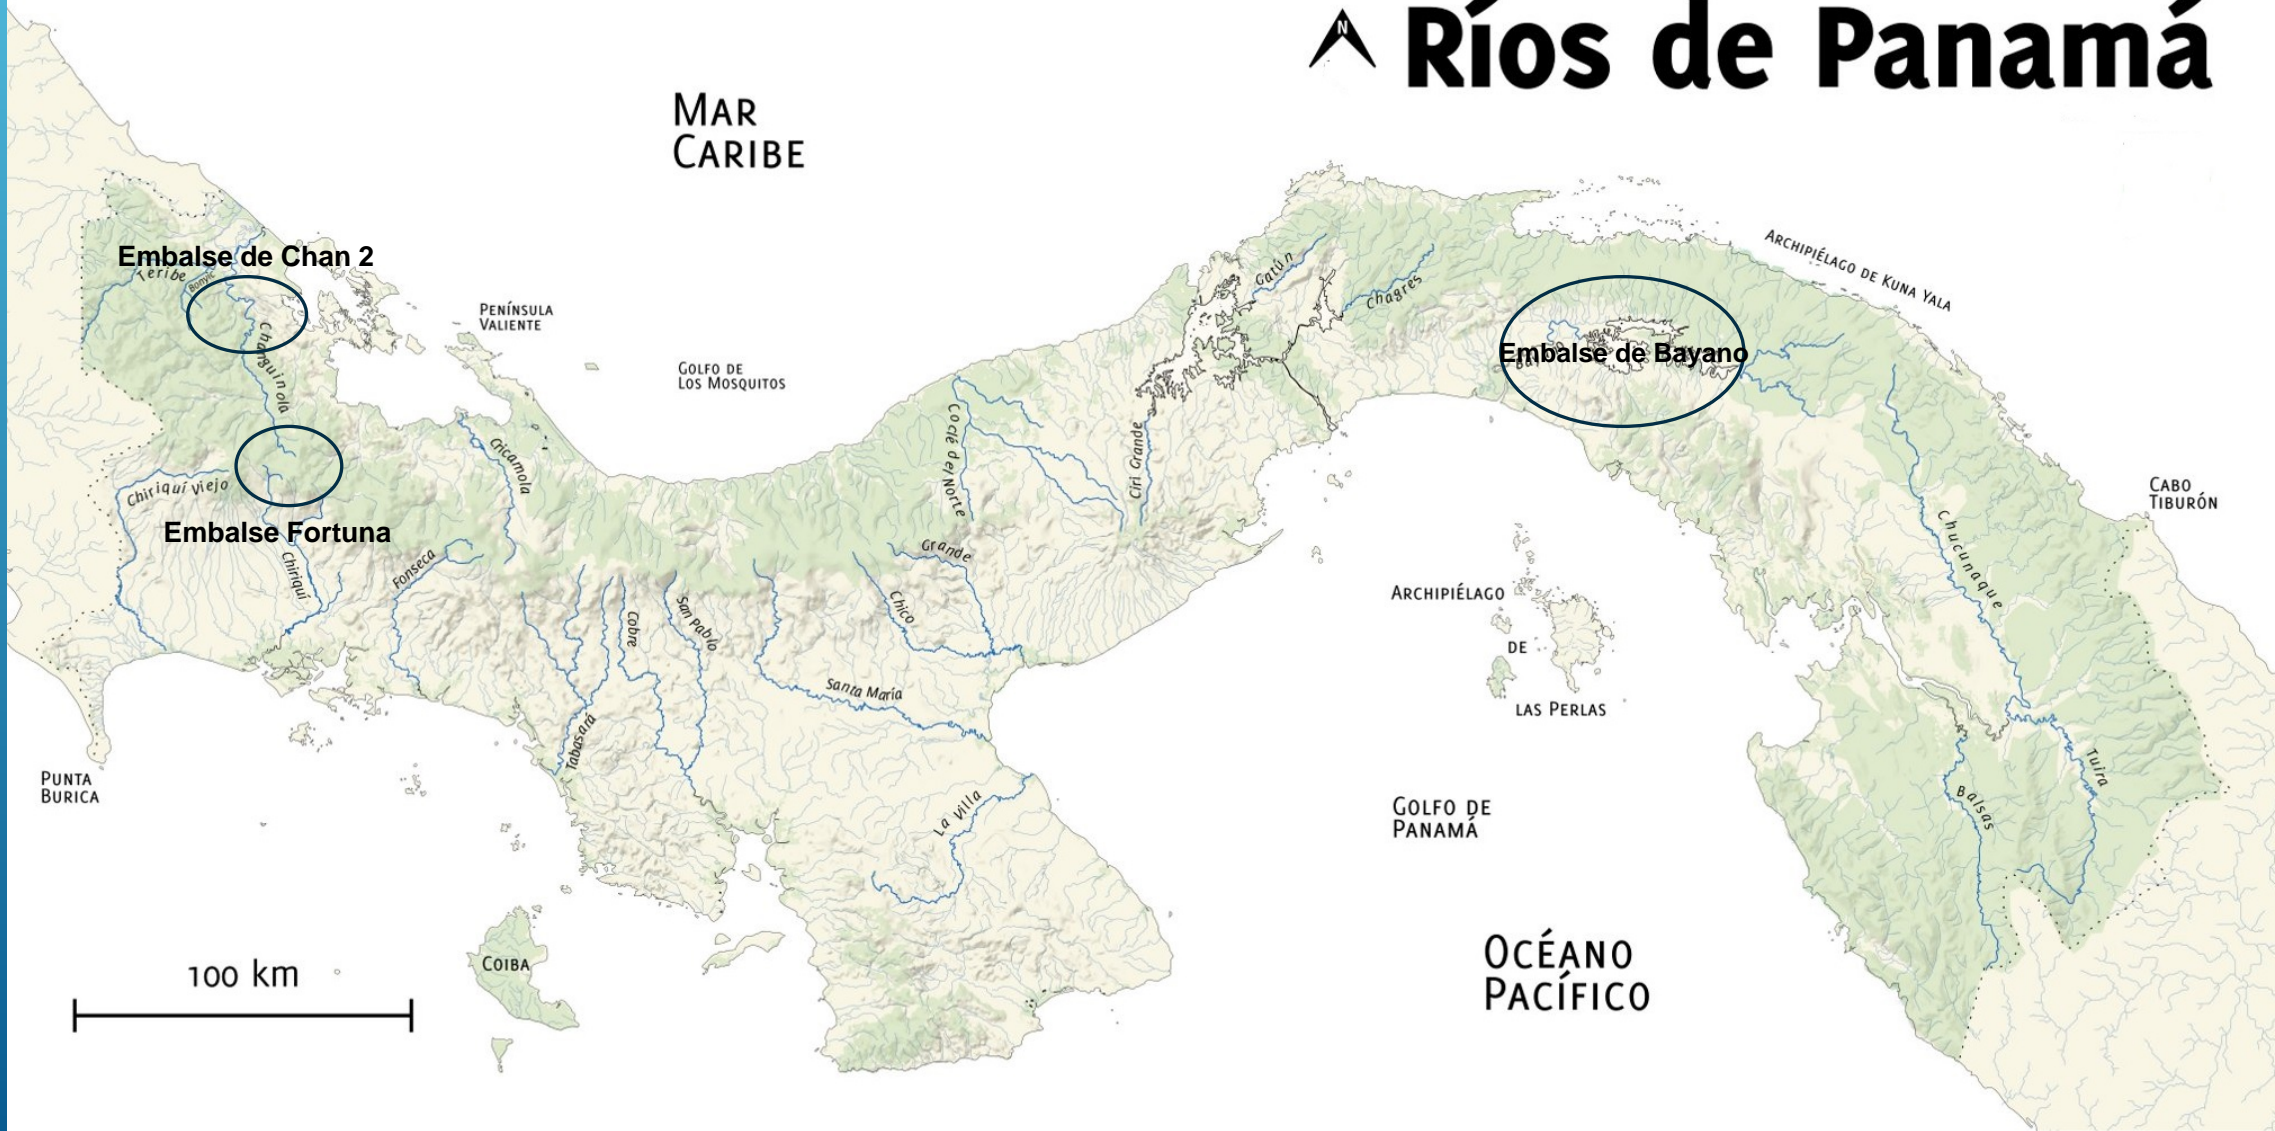 N
Ríos de Panamá
MAR
CARIBE
Embalse de Chan 2
Teribe
Bonyic
Changuinola
PENÍNSULA
VALIENTE
GOLFO DE
LOS MOSQUITOS
Gatún
Chagres
ARCHIPIÉLAGO DE KUNA YALA
Embalse de Bayano
Chiriquí Viejo
Embalse Fortuna
Chiriquí
Cricamola
Fonseca
Coclé del Norte
Ciri Grande
Grande
Chico
Cobre
San Pablo
Santa María
Tabasará
La Villa
CABO
TIBURÓN
Chucunaque
ARCHIPIÉLAGO
DE
LAS PERLAS
Tuira
Balsas
PUNTA
BURICA
GOLFO DE
PANAMÁ
COIBA
OCÉANO
PACÍFICO
100 km